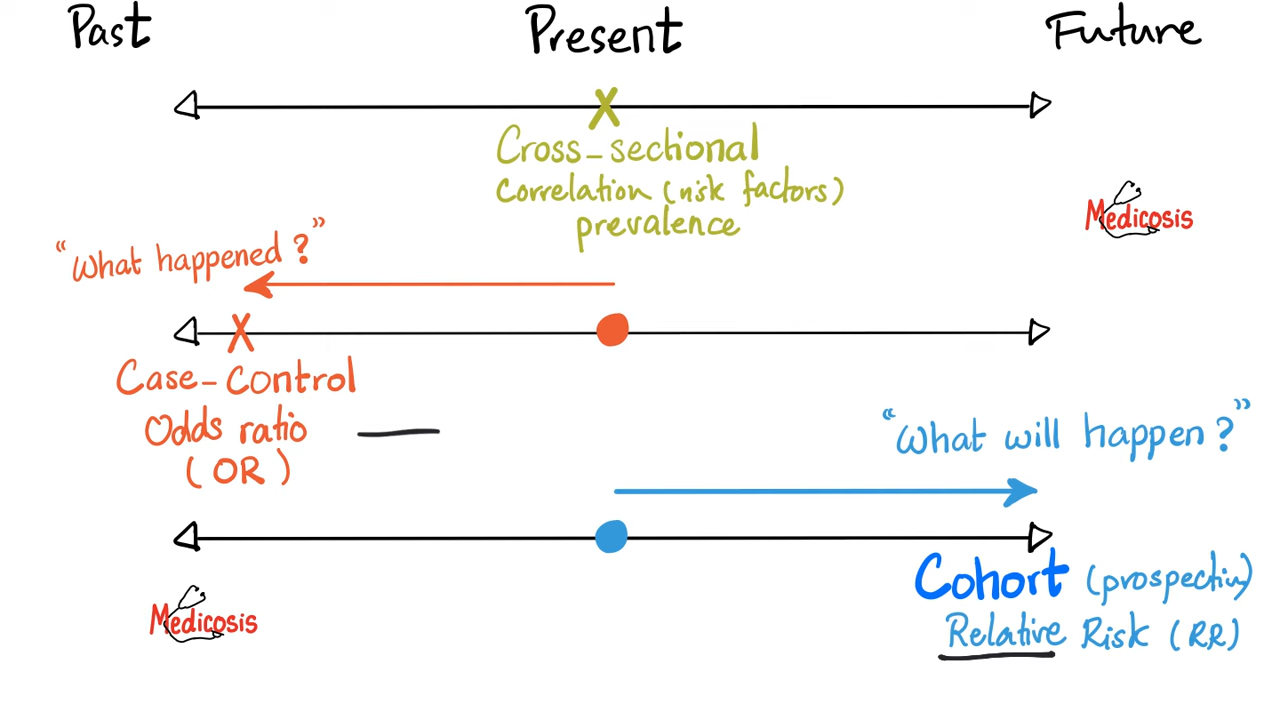 Past Present Future
Cross-sectional
Correlation (risk factors)
prevalence
Medicosis
"What happened?"
Case-Control
Odds ratio
(OR)
"What will happen?"
Cohort (prospectiv)
Relative Risk (RR)
Medicosis